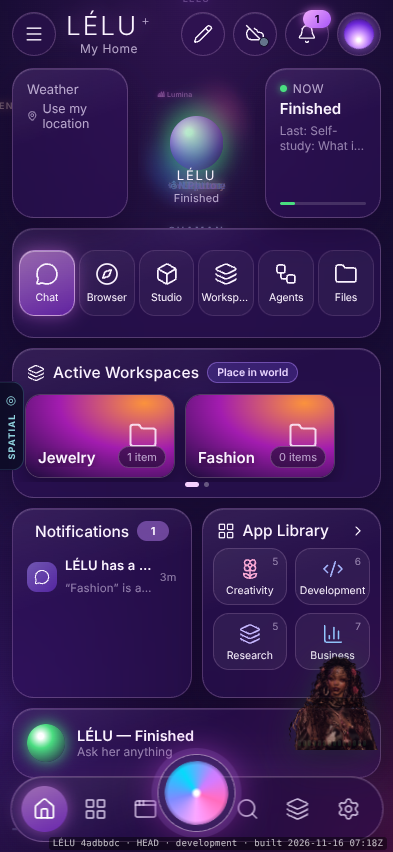 LÉLU +
My Home
1
Weather
Use my
location
Lumina
LÉLU
Finished
NOW
Finished
Last: Self-
study: What i...
Chat
Browser
Studio
Worksp...
Agents
Files
Active Workspaces
Place in world
SPATIAL
Jewelry
1 item
Fashion
0 items
Notifications
1
LÉLU has a ...
“Fashion” is a...
3m
App Library
Creativity
5
Development
6
Research
5
Business
7
LÉLU — Finished
Ask her anything
LÉLU 4adbbdc · HEAD · development · built 2026-11-16 07:18Z